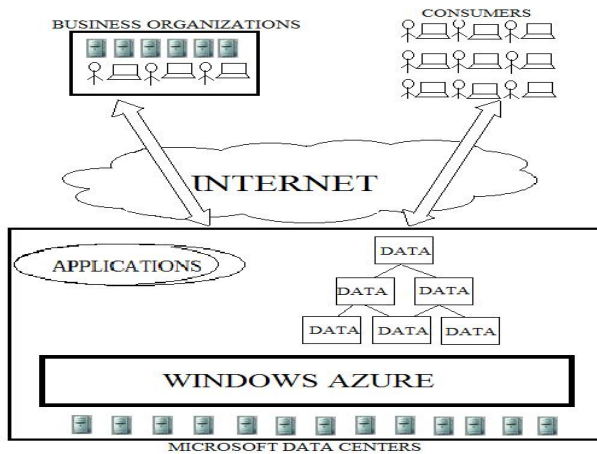 BUSINESS ORGANIZATIONS
CONSUMERS
INTERNET
APPLICATIONS
DATA
DATA DATA
DATA DATA DATA
WINDOWS AZURE
MICROSOFT DATA CENTERS